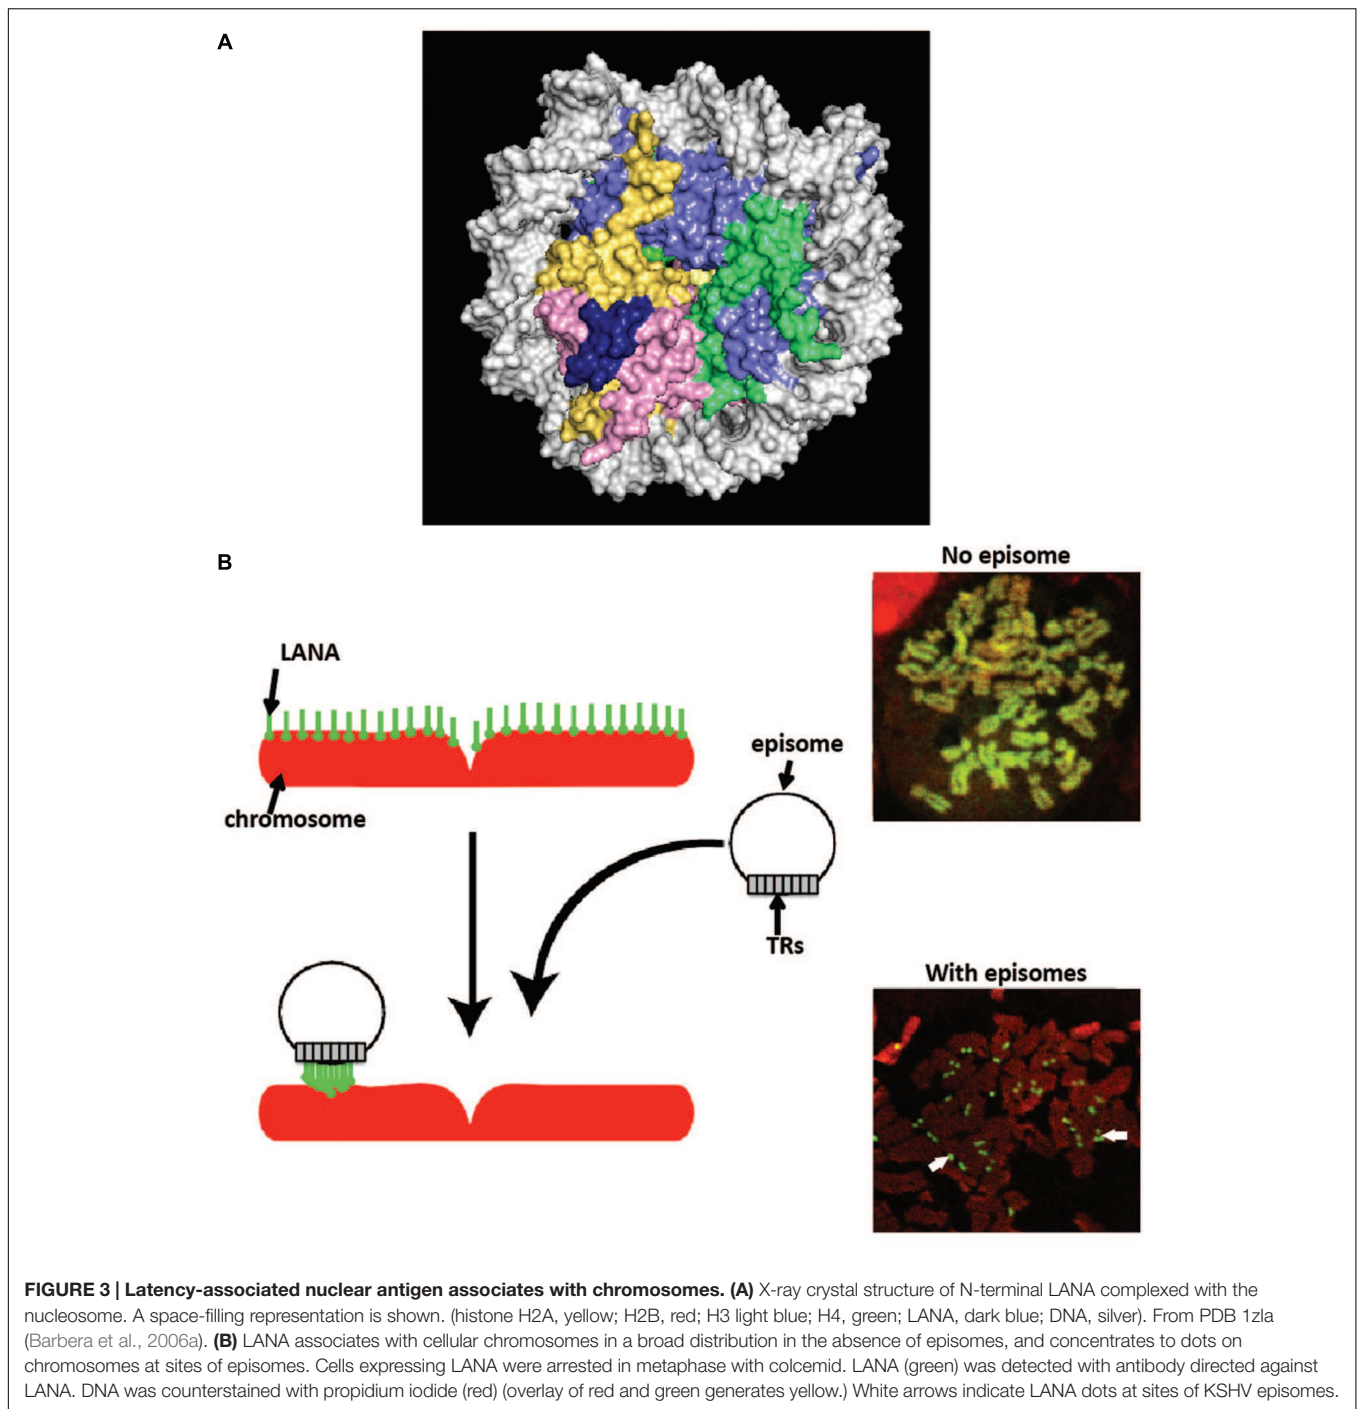 A
B
No episome
LANA
episome
chromosome
TRs
With episomes
FIGURE 3 | Latency-associated nuclear antigen associates with chromosomes. (A) X-ray crystal structure of N-terminal LANA complexed with the
nucleosome. A space-filling representation is shown. (histone H2A, yellow; H2B, red; H3 light blue; H4, green; LANA, dark blue; DNA, silver). From PDB 1zla
(Barbera et al., 2006a). (B) LANA associates with cellular chromosomes in a broad distribution in the absence of episomes, and concentrates to dots on
chromosomes at sites of episomes. Cells expressing LANA were arrested in metaphase with colcemid. LANA (green) was detected with antibody directed against
LANA. DNA was counterstained with propidium iodide (red) (overlay of red and green generates yellow.) White arrows indicate LANA dots at sites of KSHV episomes.